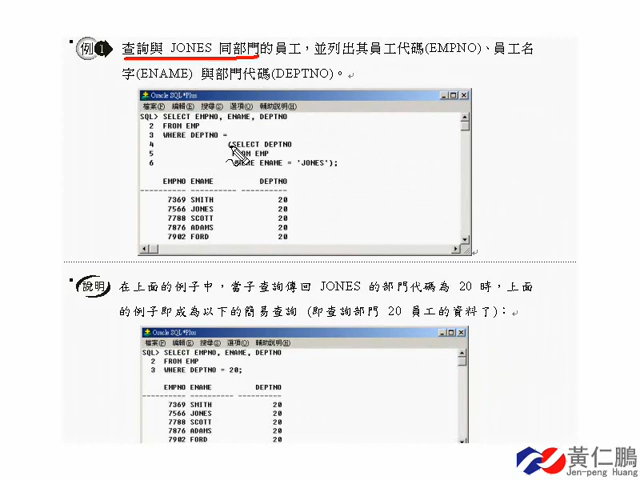 例1 查詢與 JONES 同部門的員工，並列出其員工代碼(EMPNO)、員工名
字(ENAME) 與部門代碼(DEPTNO)。
Oracle SQL*Plus
檔案(F) 編輯(E) 搜尋(S) 選項(O) 輔助說明(H)
SQL> SELECT EMPNO, ENAME, DEPTNO
2 FROM EMP
3 WHERE DEPTNO =
4 (SELECT DEPTNO
5 FROM EMP
6 WHERE ENAME = 'JONES');
EMPNO ENAME DEPTNO
---------- ---------- ----------
7369 SMITH 20
7566 JONES 20
7788 SCOTT 20
7876 ADAMS 20
7902 FORD 20
說明 在上面的例子中，當子查詢傳回 JONES 的部門代碼為 20 時，上面
的例子即成為以下的簡易查詢 (即查詢部門 20 員工的資料了)：
Oracle SQL*Plus
檔案(F) 編輯(E) 搜尋(S) 選項(O) 輔助說明(H)
SQL> SELECT EMPNO, ENAME, DEPTNO
2 FROM EMP
3 WHERE DEPTNO = 20;
EMPNO ENAME DEPTNO
---------- ---------- ----------
7369 SMITH 20
7566 JONES 20
7788 SCOTT 20
7876 ADAMS 20
7902 FORD 20
黃仁鵬
Jen-peng Huang